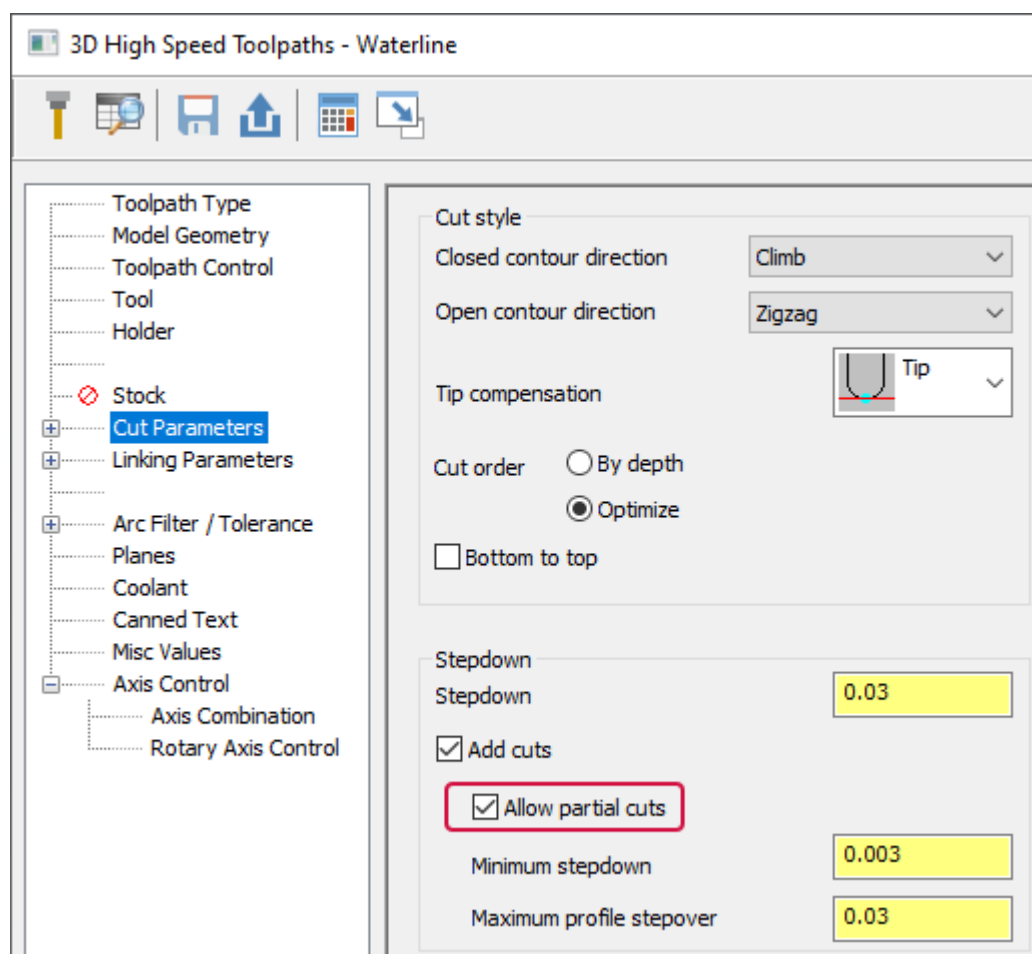 3D High Speed Toolpaths - Waterline
Toolpath Type
Model Geometry
Toolpath Control
Tool
Holder
Stock
Cut Parameters
Linking Parameters
Arc Filter / Tolerance
Planes
Coolant
Canned Text
Misc Values
Axis Control
Axis Combination
Rotary Axis Control
Cut style
Closed contour direction Climb
Open contour direction Zigzag
Tip compensation Tip
Cut order By depth
Optimize
Bottom to top
Stepdown
Stepdown 0.03
Add cuts
Allow partial cuts
Minimum stepdown 0.003
Maximum profile stepover 0.03